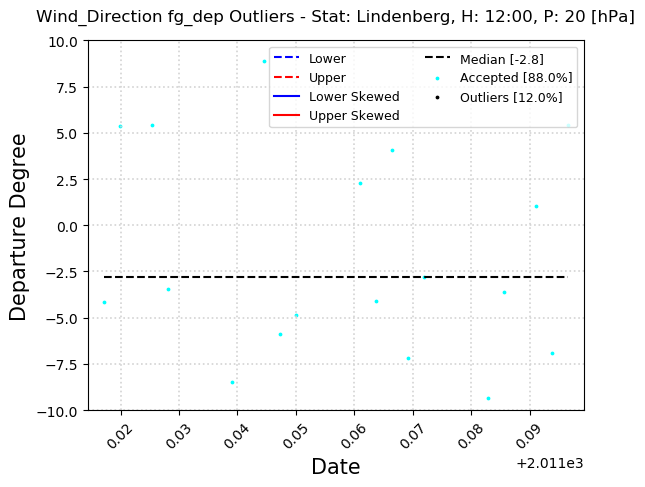 Wind_Direction fg_dep Outliers - Stat: Lindenberg, H: 12:00, P: 20 [hPa]
10.0
7.5
5.0
2.5
0.0
−2.5
−5.0
−7.5
−10.0
Departure Degree
Lower
Upper
Lower Skewed
Upper Skewed
Median [-2.8]
Accepted [88.0%]
Outliers [12.0%]
0.02
0.03
0.04
0.05
0.06
0.07
0.08
0.09
+2.011e3
Date